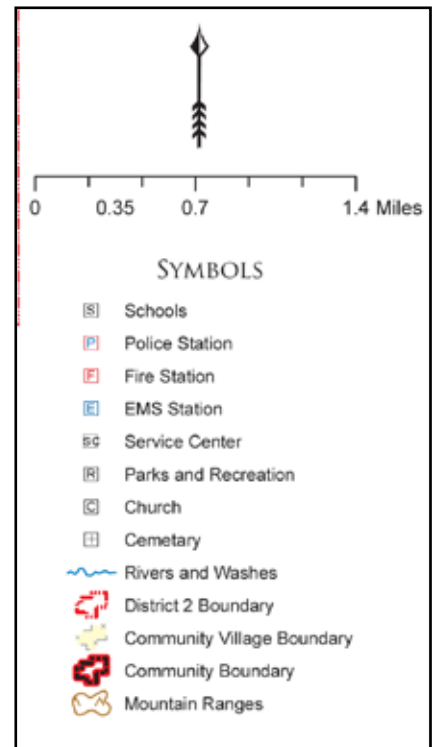 0 0.35 0.7 1.4 Miles
SYMBOLS
S Schools
P Police Station
F Fire Station
E EMS Station
SC Service Center
R Parks and Recreation
C Church
Cemetary
Rivers and Washes
District 2 Boundary
Community Village Boundary
Community Boundary
Mountain Ranges